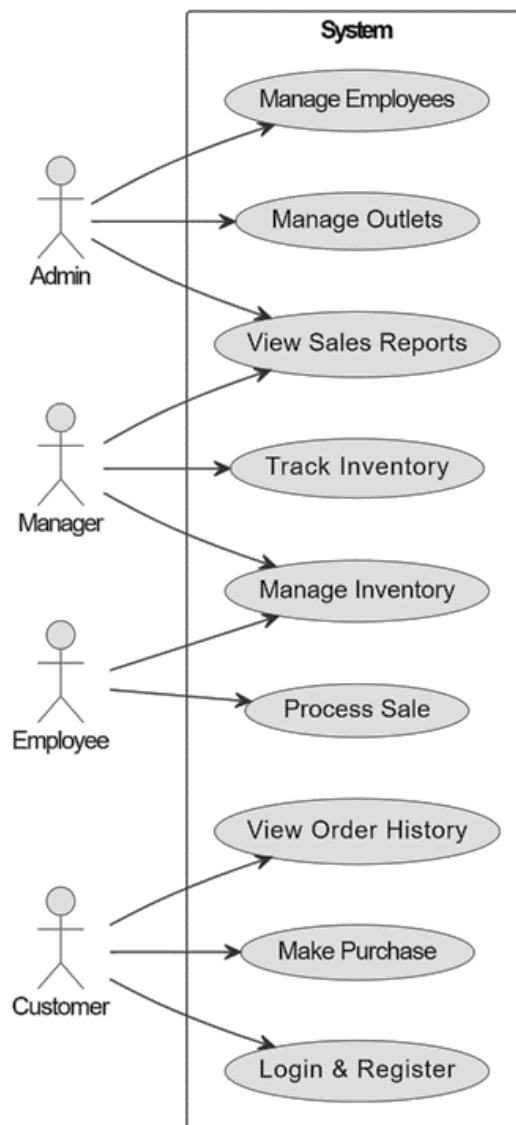 System
Manage Employees
Manage Outlets
Admin
View Sales Reports
Track Inventory
Manager
Manage Inventory
Process Sale
Employee
View Order History
Make Purchase
Customer
Login & Register